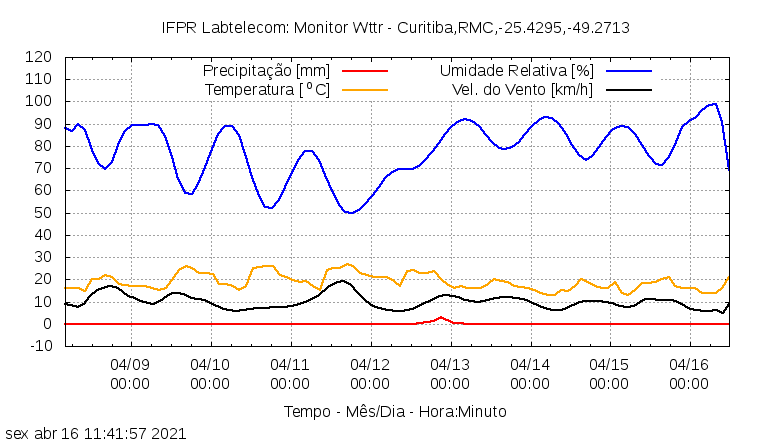 IFPR Labtelecom: Monitor Wttr - Curitiba,RMC,-25.4295,-49.2713
Precipitação [mm]
Temperatura [⁰C]
Umidade Relativa [%]
Vel. do Vento [km/h]
120
110
100
90
80
70
60
50
40
30
20
10
0
-10
04/09 04/10 04/11 04/12 04/13 04/14 04/15 04/16
00:00 00:00 00:00 00:00 00:00 00:00 00:00 00:00
Tempo - Mês/Dia - Hora:Minuto
sex abr 16 11:41:57 2021